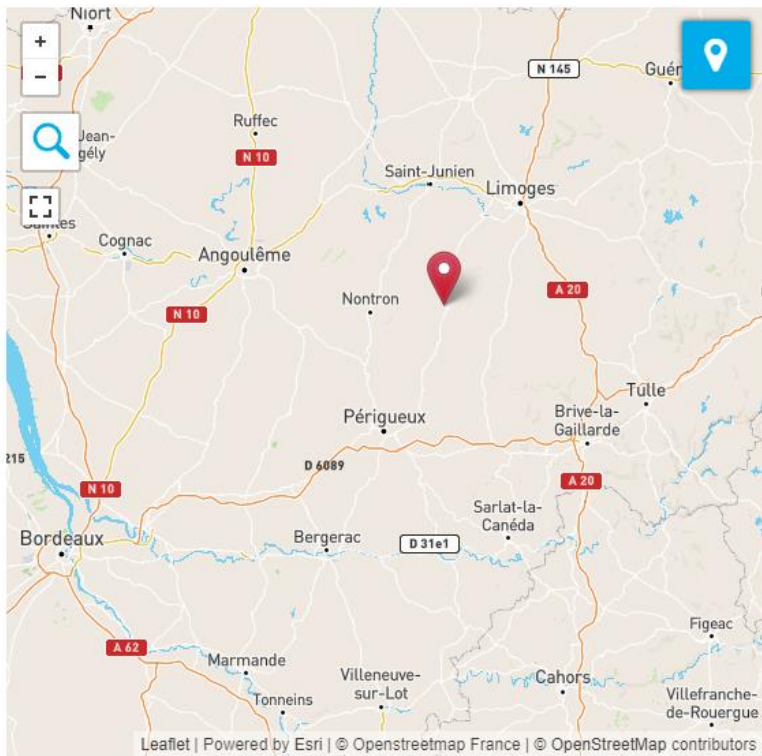 Niort
+
−
N 145
Guér
Ruffec
Jean-
gély
N 10
Saint-Junien
Limoges
Saintes
Cognac
Angoulême
A 20
Nontron
N 10
Tulle
Périgueux
Brive-la-
Gaillarde
215
D 6089
N 10
A 20
Sarlat-la-
Canéda
Bordeaux
Bergerac
D 31e1
Figeac
A 62
Marmande
Villeneuve-
sur-Lot
Cahors
Tonneins
Villefranche-
de-Rouergue
Leaflet | Powered by Esri | © Openstreetmap France | © OpenStreetMap contributors